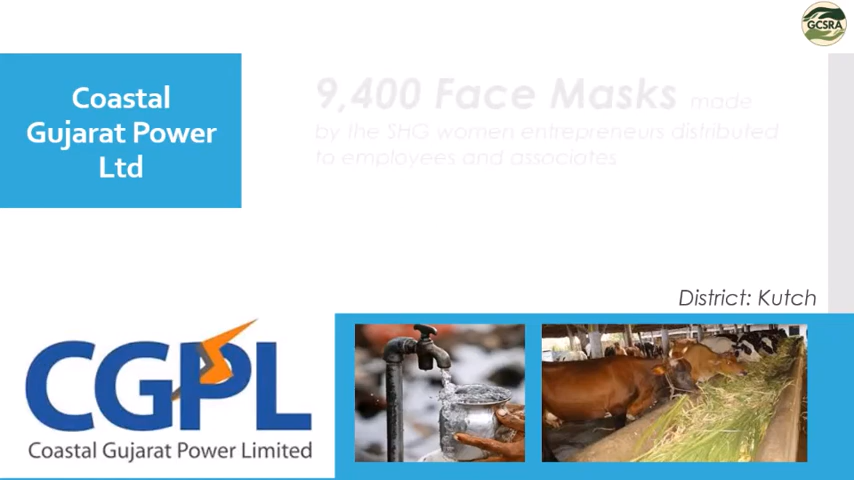 GCSRA
Coastal
Gujarat Power
Ltd
9,400 Face Masks made
by the SHG women entrepreneurs distributed
to employees and associates
District: Kutch
CGPL
Coastal Gujarat Power Limited